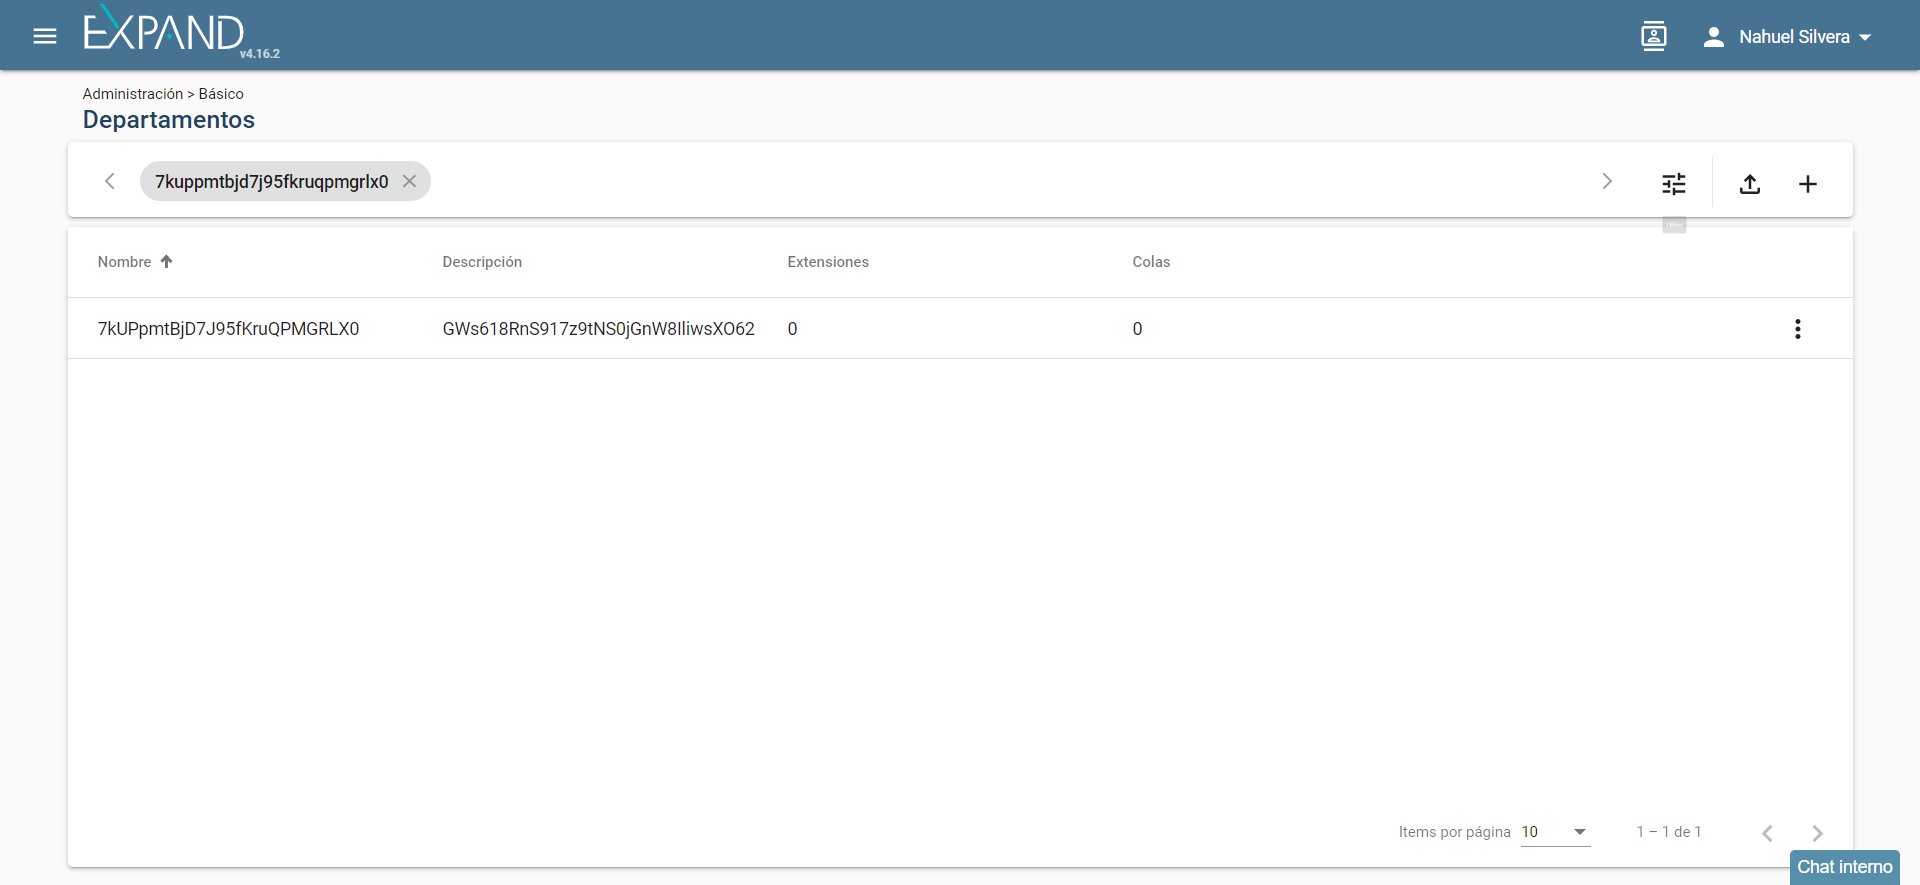 EXPAND
v4.16.2
Nahuel Silvera
Administración > Básico
Departamentos
7kuppmtbjd7j95fkruqpmgrlx0
Nombre Descripción Extensiones Colas
7kUPpmtBjD7J95fKruQPMGRLX0 GWs618RnS917z9tNS0jGnW8IliwsXO62 0 0
Items por página 10 1 – 1 de 1
Chat interno